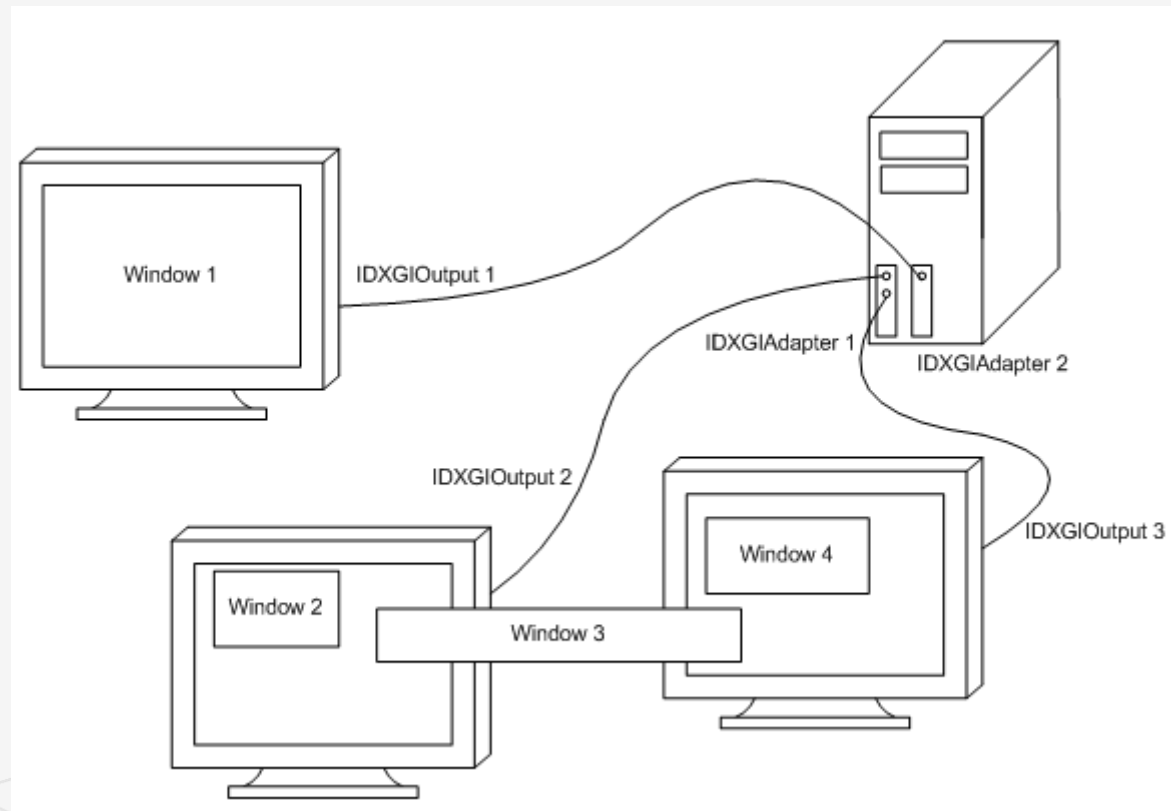 Window 1
IDXGIOutput 1
IDXGIAdapter 1
IDXGIAdapter 2
IDXGIOutput 2
IDXGIOutput 3
Window 2
Window 3
Window 4